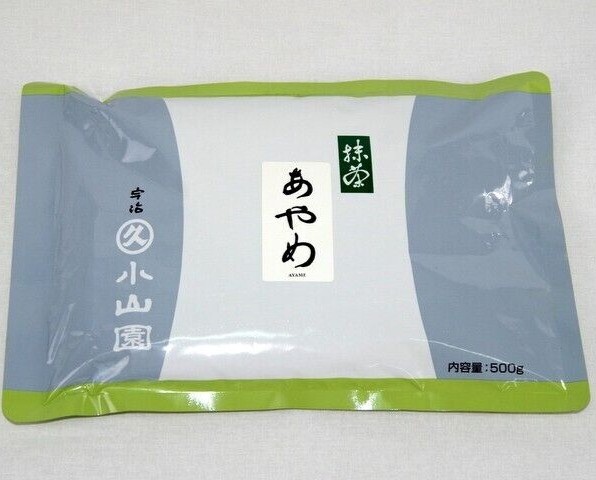 抹茶
あやめ
AYAME
宇治
久
小山園
内容量:500g